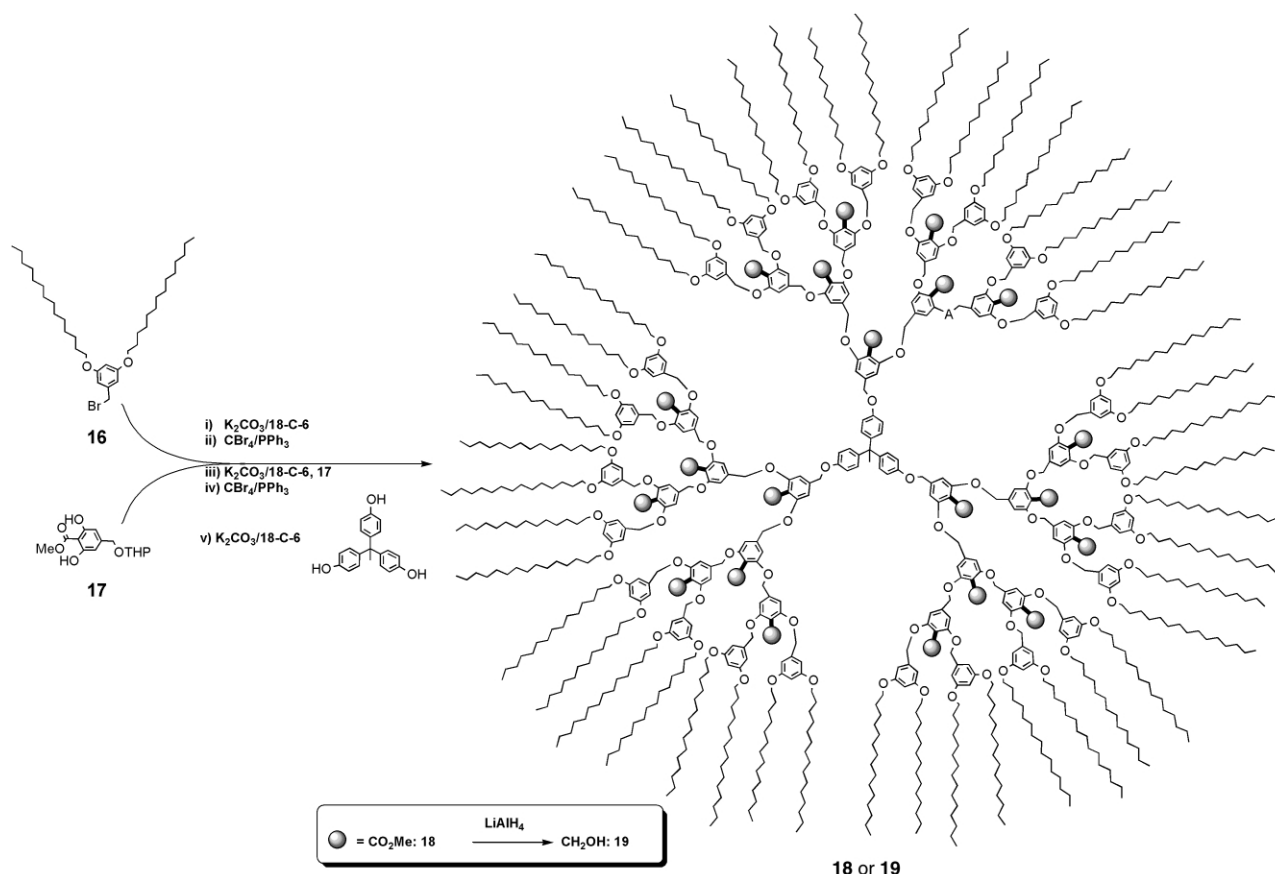 O
O
Br
16
i) K₂CO₃/18-C-6
ii) CBr₄/PPh₃
iii) K₂CO₃/18-C-6, 17
iv) CBr₄/PPh₃
v) K₂CO₃/18-C-6
HO
O
O
MeO
HO
OTHP
17
OH
HO
OH
A
= CO₂Me: 18
LiAlH₄
CH₂OH: 19
18 or 19